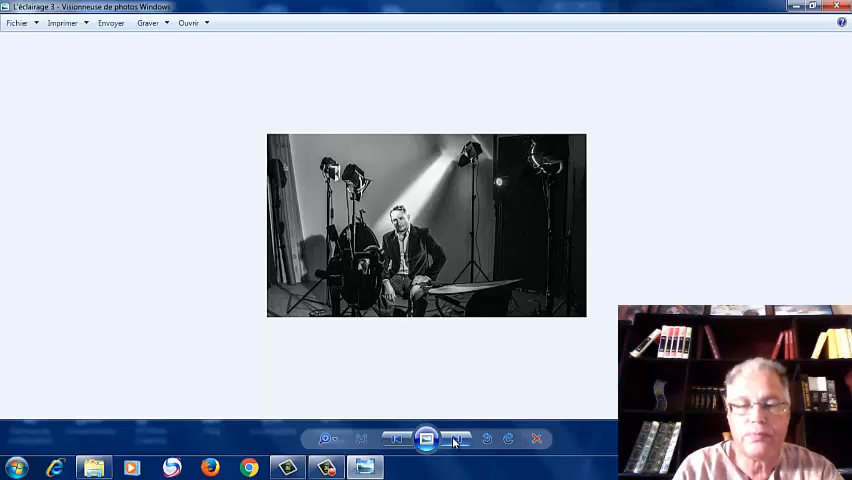 L'éclairage 3 - Visionneuse de photos Windows
Fichier Imprimer Envoyer Graver Ouvrir